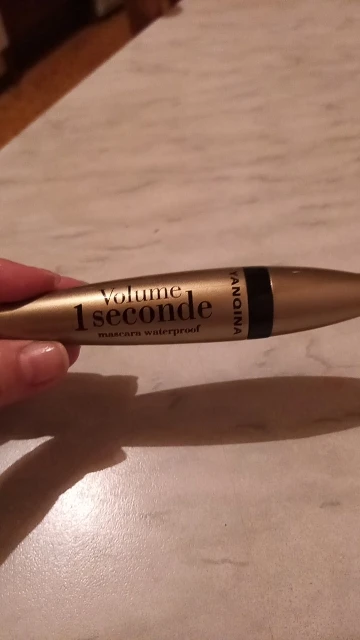 Volume
1 seconde
mascara waterproof
YANQINA